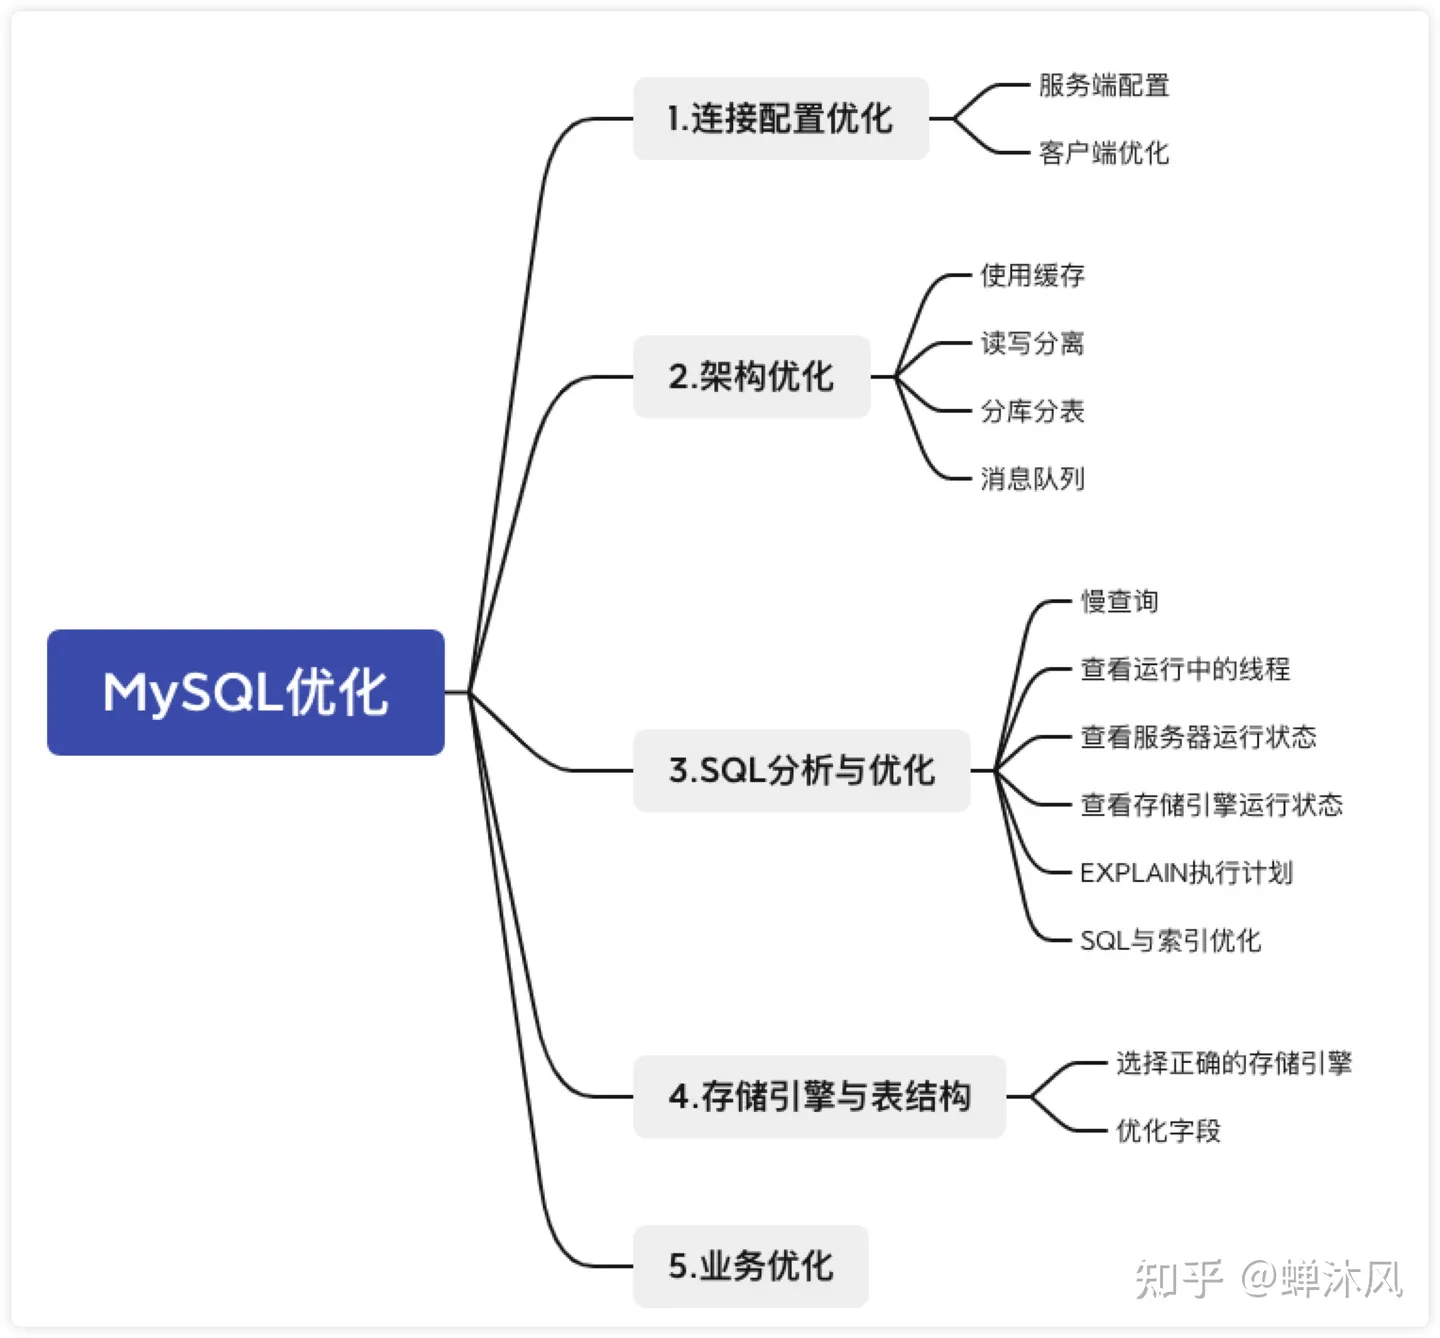 MySQL优化
1.连接配置优化
服务端配置
客户端优化
2.架构优化
使用缓存
读写分离
分库分表
消息队列
3.SQL分析与优化
慢查询
查看运行中的线程
查看服务器运行状态
查看存储引擎运行状态
EXPLAIN执行计划
SQL与索引优化
4.存储引擎与表结构
选择正确的存储引擎
优化字段
5.业务优化
知乎 @蝉沐风